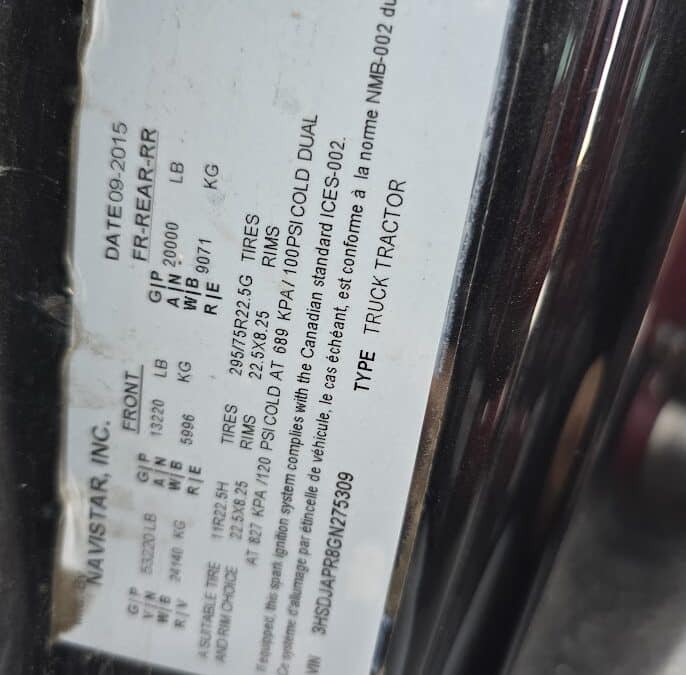 NAVISTAR, INC. DATE 09-2015
FRONT FR-REAR-RR
G|P 53220 LB G|P 13220 LB G|P 20000 LB
V|N A|N A|N
W|B 24140 KG W|B 5996 KG W|B 9071 KG
R|V R|E R|E
A SUITABLE TIRE 11R22.5H TIRES 295/75R22.5G TIRES
AND RIM CHOICE 22.5X8.25 RIMS 22.5X8.25 RIMS
AT 827 KPA /120 PSI COLD AT 689 KPA/ 100PSI COLD DUAL
If equipped, this spark ignition system complies with the Canadian standard ICES-002.
Ce système d'allumage par étincelle de véhicule, le cas échéant, est conforme à la norme NMB-002 du
VIN 3HSDJAPR8GN275309 TYPE TRUCK TRACTOR